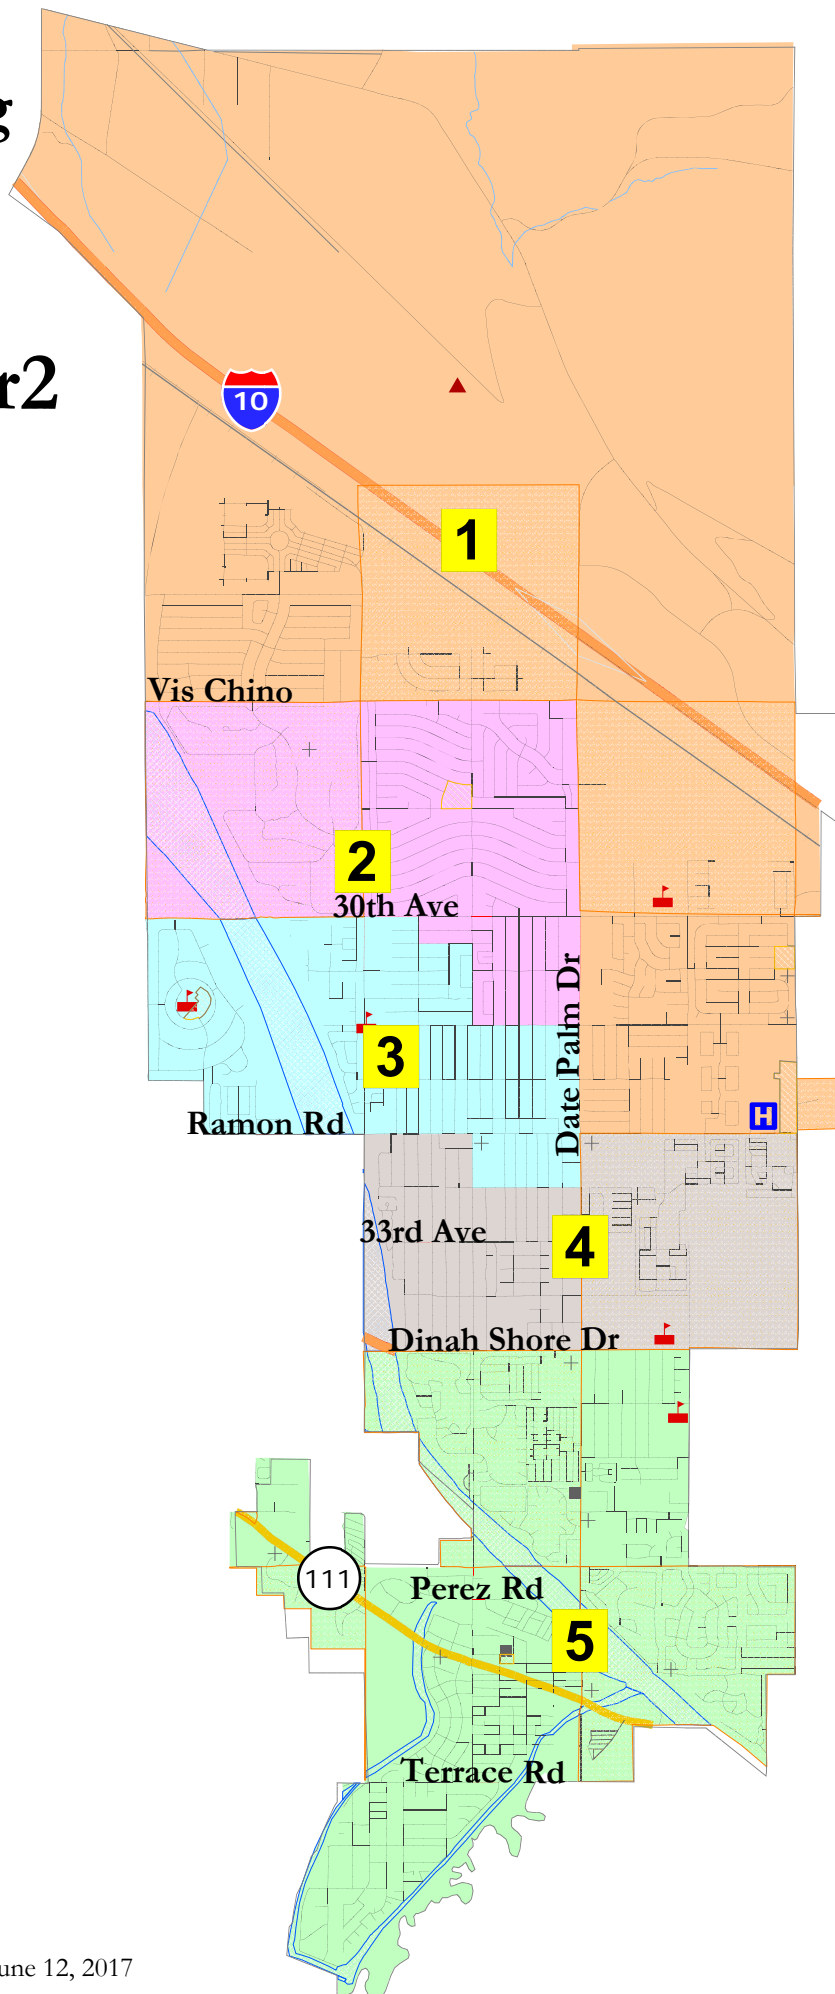 g
r2
10
1
Vis Chino
2
30th Ave
Date Palm Dr
3
H
Ramon Rd
33rd Ave
4
Dinah Shore Dr
111
Perez Rd
5
Terrace Rd
une 12, 2017